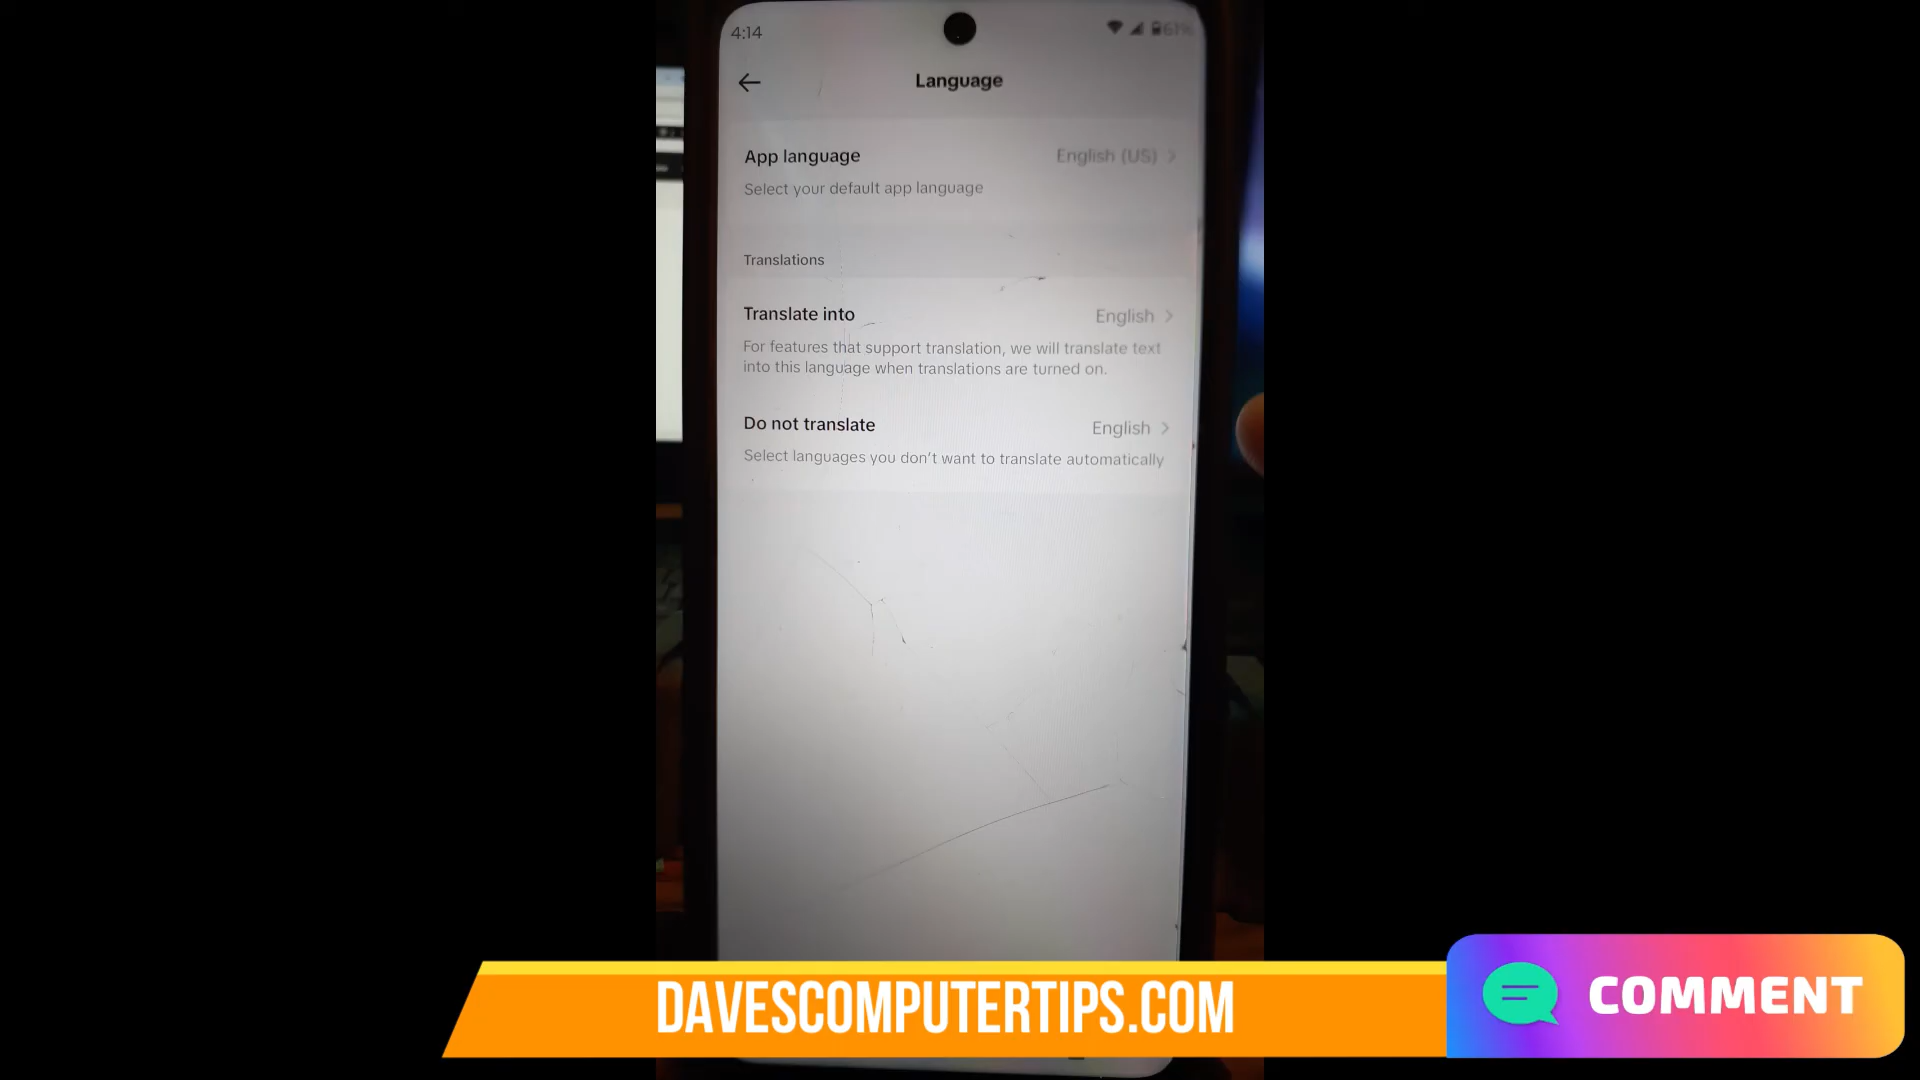 4:14
61%
Language
App language
English (US)
Select your default app language
Translations
Translate into
English
For features that support translation, we will translate text
into this language when translations are turned on.
Do not translate
English
Select languages you don't want to translate automatically
DAVESCOMPUTERTIPS.COM
COMMENT